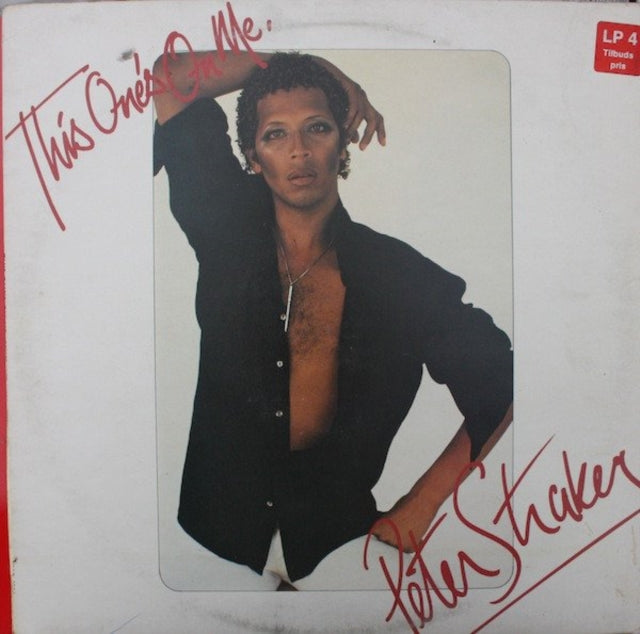 This One's On Me.
LP 4
Tilbuds
pris
Peter Straker